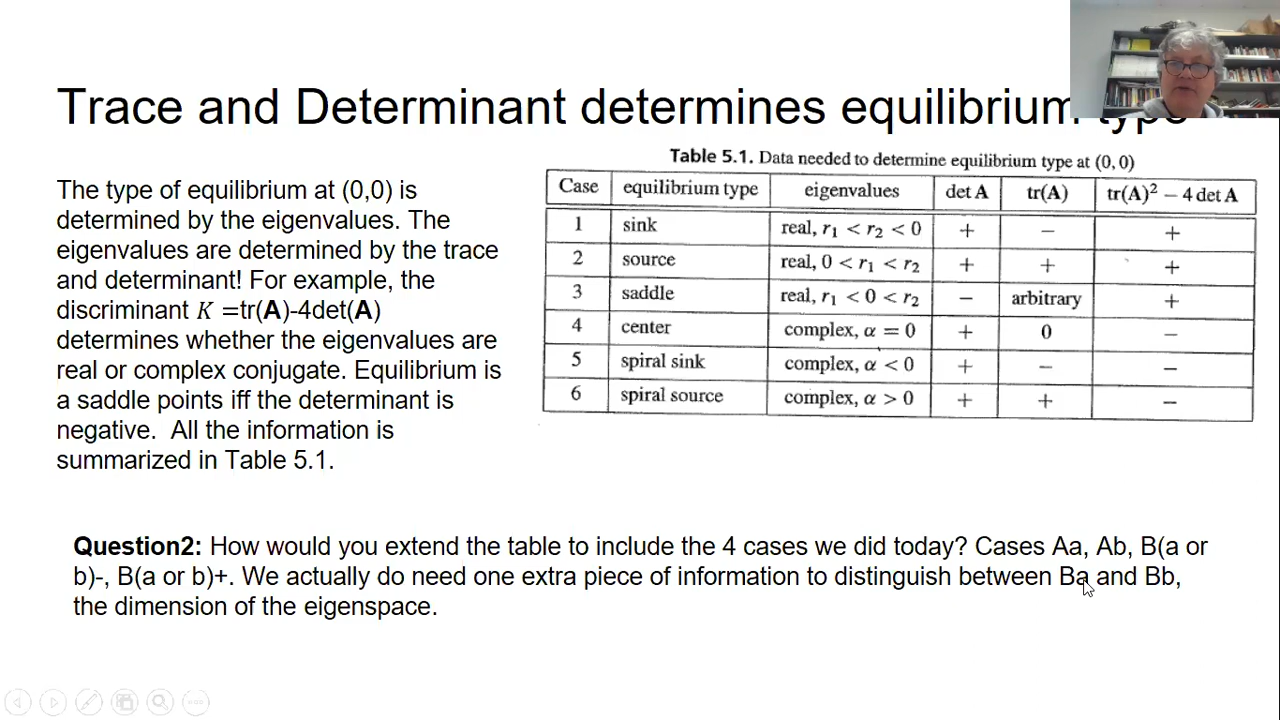 Trace and Determinant determines equilibrium type
The type of equilibrium at (0,0) is
determined by the eigenvalues. The
eigenvalues are determined by the trace
and determinant! For example, the
discriminant K =tr(A)-4det(A)
determines whether the eigenvalues are
real or complex conjugate. Equilibrium is
a saddle points iff the determinant is
negative.  All the information is
summarized in Table 5.1.
Table 5.1. Data needed to determine equilibrium type at (0, 0)
Case equilibrium type eigenvalues det A tr(A) tr(A)² − 4 det A
1 sink real, r₁ < r₂ < 0 + − +
2 source real, 0 < r₁ < r₂ + + +
3 saddle real, r₁ < 0 < r₂ − arbitrary +
4 center complex, α = 0 + 0 −
5 spiral sink complex, α < 0 + − −
6 spiral source complex, α > 0 + + −
Question2: How would you extend the table to include the 4 cases we did today? Cases Aa, Ab, B(a or
b)-, B(a or b)+. We actually do need one extra piece of information to distinguish between Ba and Bb,
the dimension of the eigenspace.